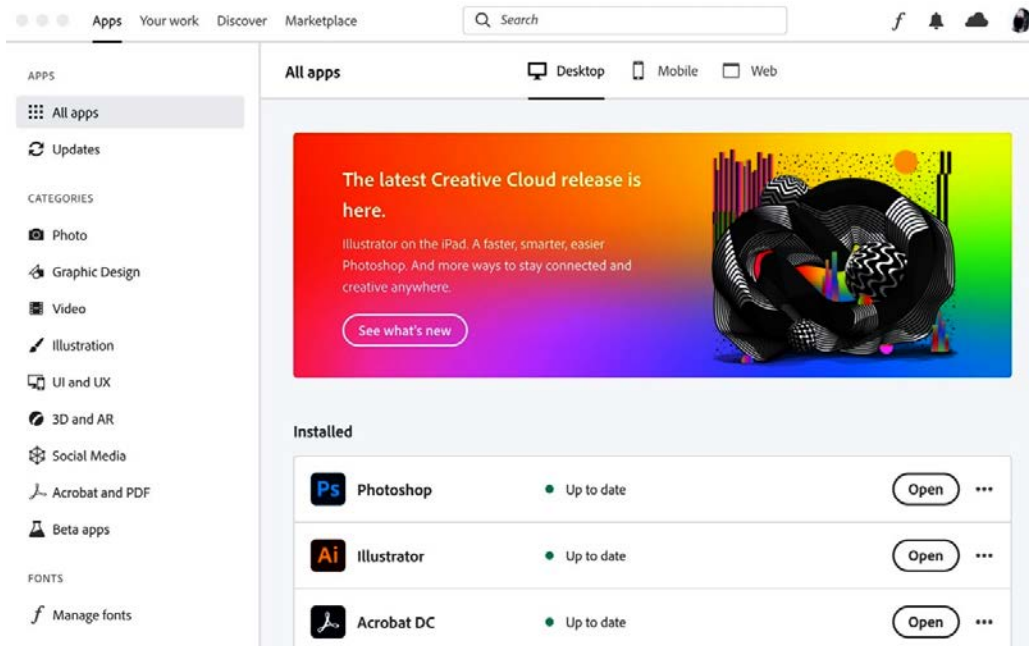 Apps Your work Discover Marketplace Search
APPS
All apps
Updates
CATEGORIES
Photo
Graphic Design
Video
Illustration
UI and UX
3D and AR
Social Media
Acrobat and PDF
Beta apps
FONTS
Manage fonts
All apps Desktop Mobile Web
The latest Creative Cloud release is
here.
Illustrator on the iPad. A faster, smarter, easier
Photoshop. And more ways to stay connected and
creative anywhere.
See what's new
Installed
Ps Photoshop Up to date Open
Ai Illustrator Up to date Open
Acrobat DC Up to date Open